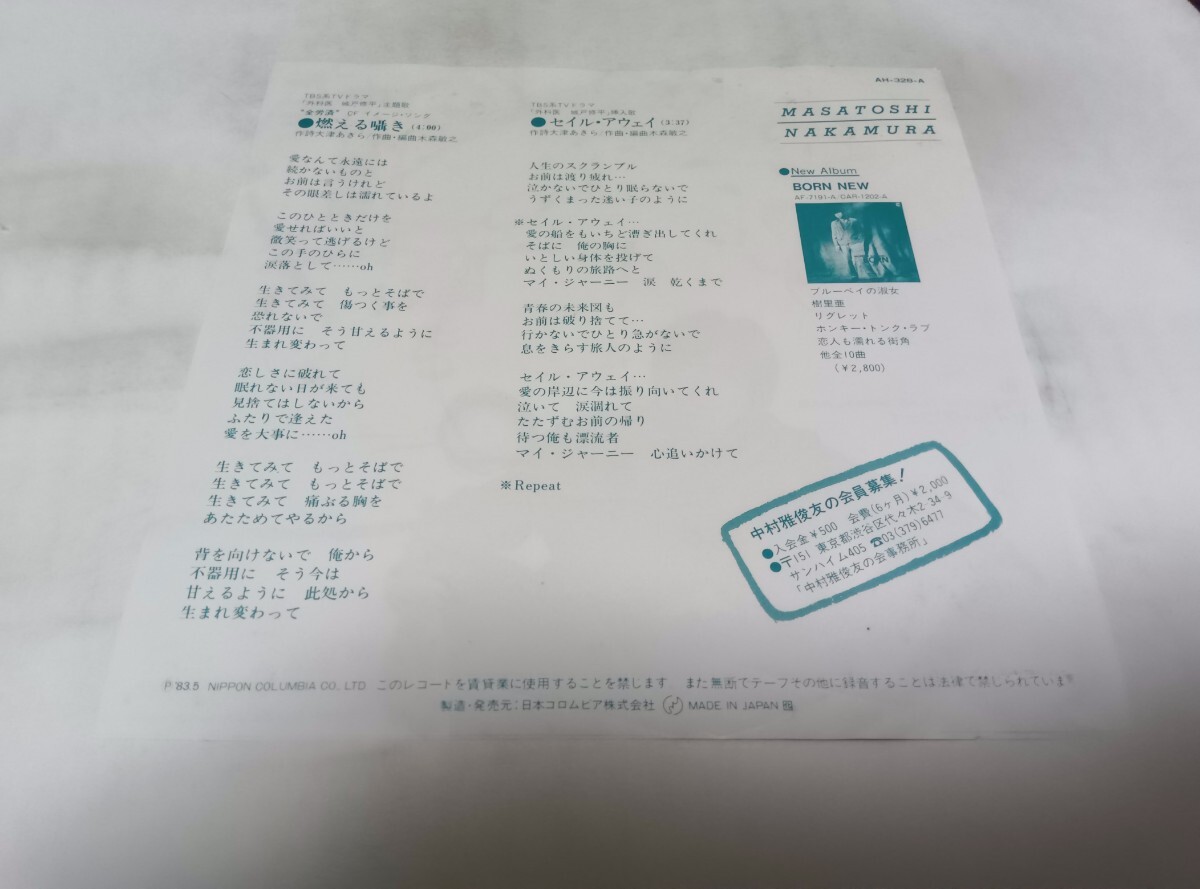 AH-326-A
TBS系TVドラマ
「外科医 城戸修平」主題歌
"全労済" CF イメージ・ソング
●燃える囁き(4:00)
作詩大津あきら/作曲・編曲木森敏之
愛なんて永遠には
続かないものと
お前は言うけれど
その眼差しは濡れているよ
このひとときだけを
愛せればいいと
微笑って逃げるけど
この手のひらに
涙落として……oh
生きてみて もっとそばで
生きてみて 傷つく事を
恐れないで
不器用に そう甘えるように
生まれ変わって
恋しさに破れて
眠れない日が来ても
見捨てはしないから
ふたりで逢えた
愛を大事に……oh
生きてみて もっとそばで
生きてみて もっとそばで
生きてみて 痛ぶる胸を
あたためてやるから
背を向けないで 俺から
不器用に そう今は
甘えるように 此処から
生まれ変わって
TBS系TVドラマ
「外科医 城戸修平」挿入歌
●セイル・アウェイ(3:37)
作詩大津あきら/作曲・編曲木森敏之
人生のスクランブル
お前は渡り疲れ…
泣かないでひとり眠らないで
うずくまった迷い子のように
※セイル・アウェイ…
愛の船をもいちど漕ぎ出してくれ
そばに 俺の胸に
いとしい身体を投げて
ぬくもりの旅路へと
マイ・ジャーニー 涙 乾くまで
青春の未来図も
お前は破り捨てて…
行かないでひとり急がないで
息をきらす旅人のように
セイル・アウェイ…
愛の岸辺に今は振り向いてくれ
泣いて 涙涸れて
たたずむお前の帰り
待つ俺も漂流者
マイ・ジャーニー 心追いかけて
※Repeat
MASATOSHI
NAKAMURA
●New Album
BORN NEW
AF-7191-A/CAR-1202-A
BORN
ブルーベイの淑女
樹里亜
リグレット
ホンキー・トンク・ラブ
恋人も濡れる街角
他全10曲
(¥2,800)
中村雅俊友の会員募集!
●入会金¥500 会費(6ヶ月)¥2,000
●〒151 東京都渋谷区代々木2-34-9
サンハイム405 ☎03(379)6477
「中村雅俊友の会事務所」
Ⓟ'83.5 NIPPON COLUMBIA CO., LTD. このレコートを賃貸業に使用することを禁します また無断てテーフその他に録音することは法律て禁しられています
製造・発売元:日本コロムビア株式会社 MADE IN JAPAN